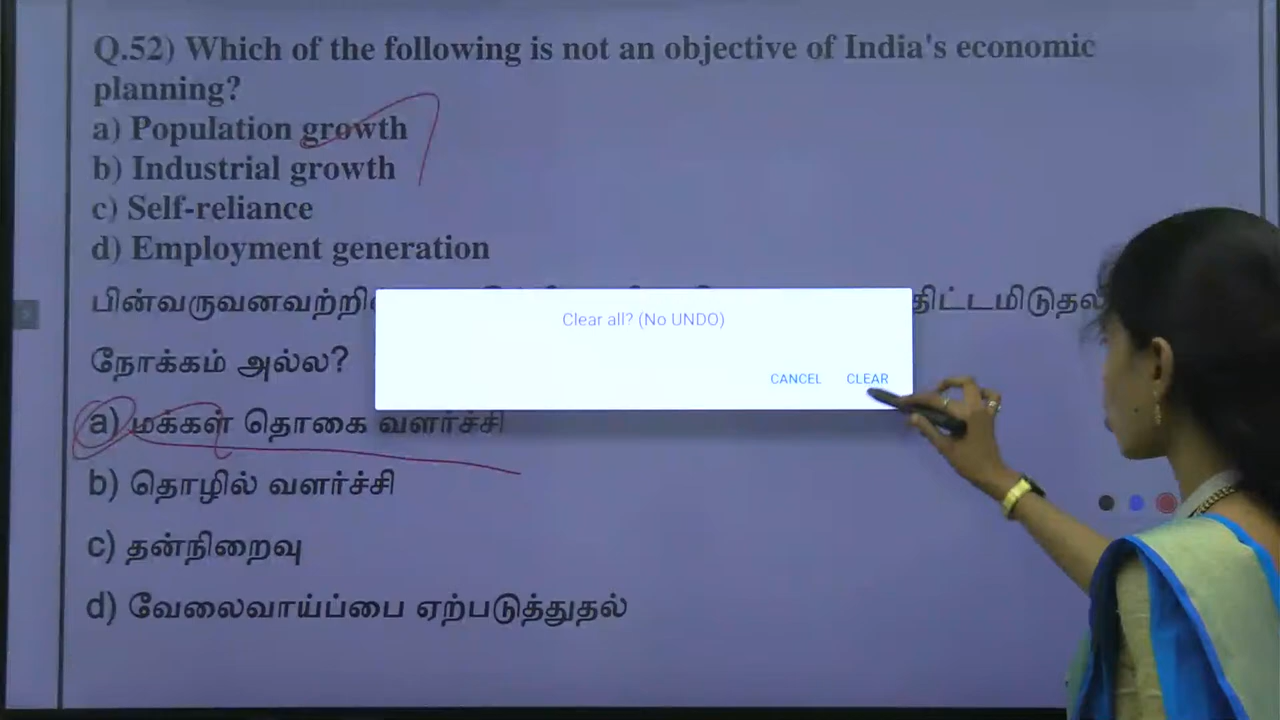 Q.52) Which of the following is not an objective of India's economic
planning?
a) Population growth
b) Industrial growth
c) Self-reliance
d) Employment generation
திட்டமிடுதல்
Clear all? (No UNDO)
நோக்கம் அல்ல?
CANCEL CLEAR
a) மக்கள் தொகை வளர்ச்சி
b) தொழில் வளர்ச்சி
c) தன்நிறைவு
d) வேலைவாய்ப்பை ஏற்படுத்துதல்